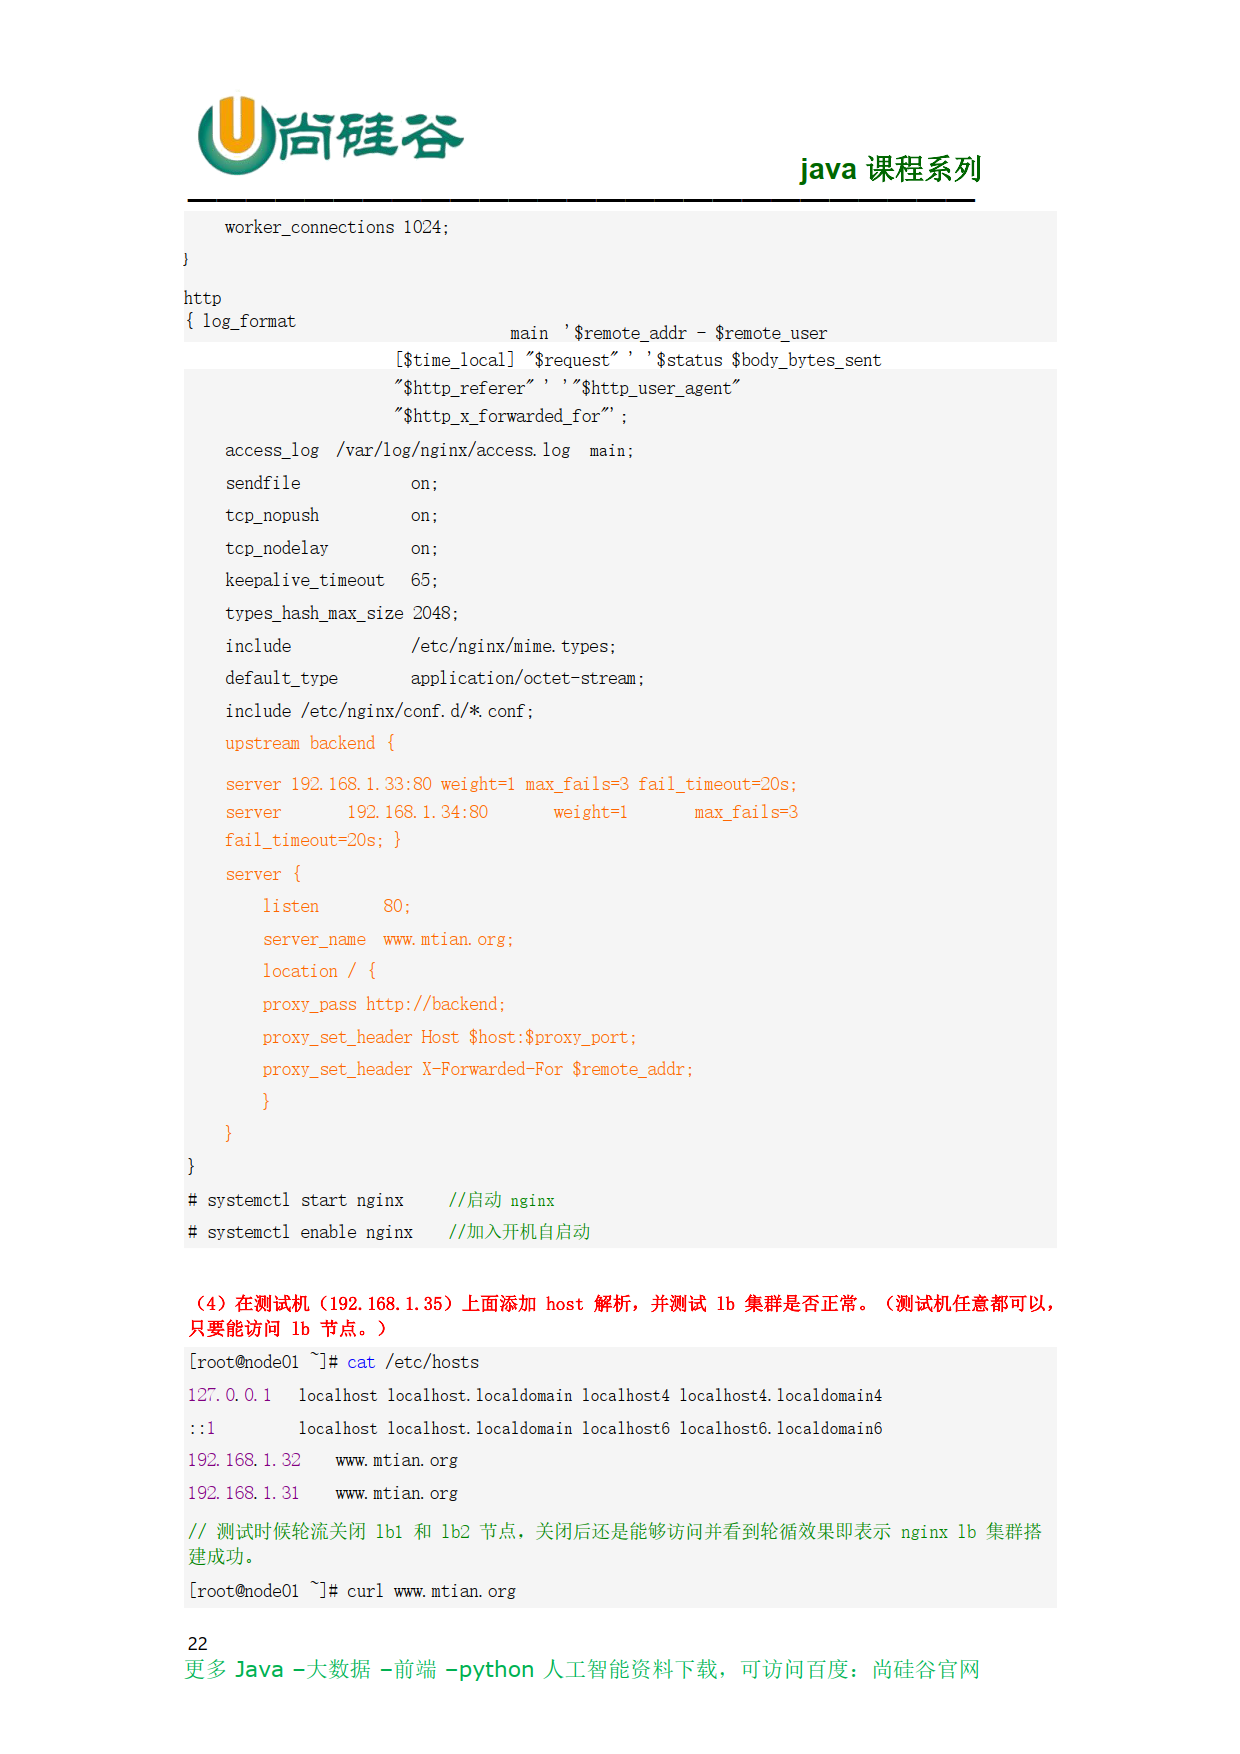 尚硅谷
java 课程系列
worker_connections 1024;
}
http
{ log_format
main '$remote_addr - $remote_user
[$time_local] "$request" ' '$status $body_bytes_sent
"$http_referer" ' '"$http_user_agent"
"$http_x_forwarded_for"';
access_log /var/log/nginx/access.log main;
sendfile on;
tcp_nopush on;
tcp_nodelay on;
keepalive_timeout 65;
types_hash_max_size 2048;
include /etc/nginx/mime.types;
default_type application/octet-stream;
include /etc/nginx/conf.d/*.conf;
upstream backend {
server 192.168.1.33:80 weight=1 max_fails=3 fail_timeout=20s;
server 192.168.1.34:80 weight=1 max_fails=3
fail_timeout=20s; }
server {
listen 80;
server_name www.mtian.org;
location / {
proxy_pass http://backend;
proxy_set_header Host $host:$proxy_port;
proxy_set_header X-Forwarded-For $remote_addr;
}
}
}
# systemctl start nginx //启动 nginx
# systemctl enable nginx //加入开机自启动
（4）在测试机（192.168.1.35）上面添加 host 解析，并测试 lb 集群是否正常。（测试机任意都可以，
只要能访问 lb 节点。）
[root@node01 ~]# cat /etc/hosts
127.0.0.1 localhost localhost.localdomain localhost4 localhost4.localdomain4
::1 localhost localhost.localdomain localhost6 localhost6.localdomain6
192.168.1.32 www.mtian.org
192.168.1.31 www.mtian.org
// 测试时候轮流关闭 lb1 和 lb2 节点，关闭后还是能够访问并看到轮循效果即表示 nginx lb 集群搭
建成功。
[root@node01 ~]# curl www.mtian.org
22
更多 Java –大数据 –前端 –python 人工智能资料下载，可访问百度：尚硅谷官网